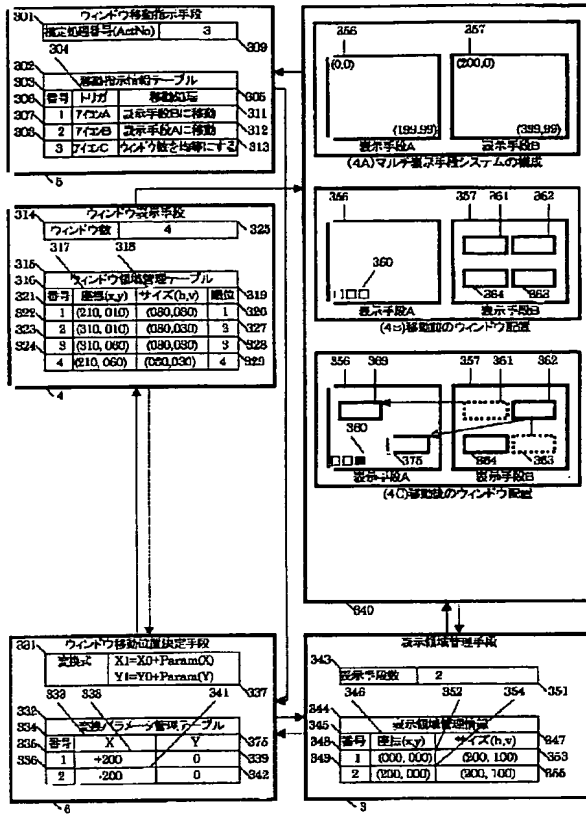 301
ウィンドウ移動指示手段
指定処理番号(ActNo) 3
309
304
302
移動指示情報テーブル
303
306 番号 トリガ 移動処理 305
307 1 アイコンA 表示手段Bに移動 311
308 2 アイコンB 表示手段Aに移動 312
3 アイコンC ウィンドウ数を均等にする 313
5
314
ウィンドウ表示手段
ウィンドウ数 4 325
317 318
315
316 ウィンドウ領域管理テーブル
321 番号 座標(x,y) サイズ(h,v) 順位 319
322 1 (210, 010) (080,030) 1 326
323 2 (310, 010) (080,030) 3 327
324 3 (310, 060) (080,030) 3 328
4 (210, 060) (080,030) 4 329
4
331
ウィンドウ移動位置決定手段
変換式 X1=X0+Param(X)
Y1=Y0+Param(Y)
337
333 338 341
332
334 変換パラメータ管理テーブル
335 番号 X Y 375
336 1 +200 0 339
2 -200 0 342
6
356 357
(0,0) (200,0)
(199,99) (399,99)
表示手段A 表示手段B
(4A)マルチ表示手段システムの構成
356 357 361 362
360
364 363
表示手段A 表示手段B
(4B)移動前のウィンドウ配置
356 369 357 361 362
360
375 364 363
表示手段A 表示手段B
(4C)移動後のウィンドウ配置
340
表示領域管理手段
343
表示手段数 2
346 352 354 351
344
345 表示領域管理情報
348 番号 座標(x,y) サイズ(h,v) 347
349 1 (000, 000) (200, 100) 353
2 (200, 000) (200, 100) 355
3